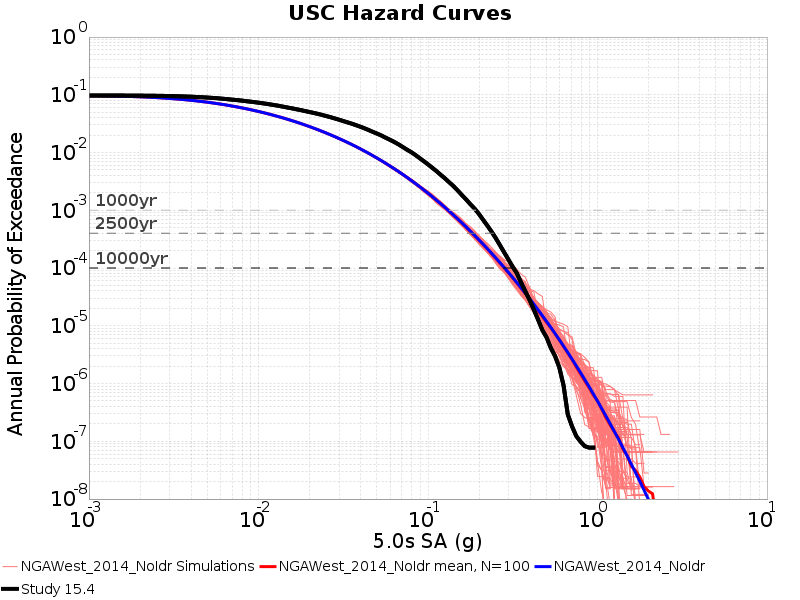 USC Hazard Curves
Annual Probability of Exceedance
10^0
10^-1
10^-2
10^-3
10^-4
10^-5
10^-6
10^-7
10^-8
1000yr
2500yr
10000yr
10^-3 10^-2 10^-1 10^0 10^1
5.0s SA (g)
NGAWest_2014_NoIdr Simulations NGAWest_2014_NoIdr mean, N=100 NGAWest_2014_NoIdr
Study 15.4